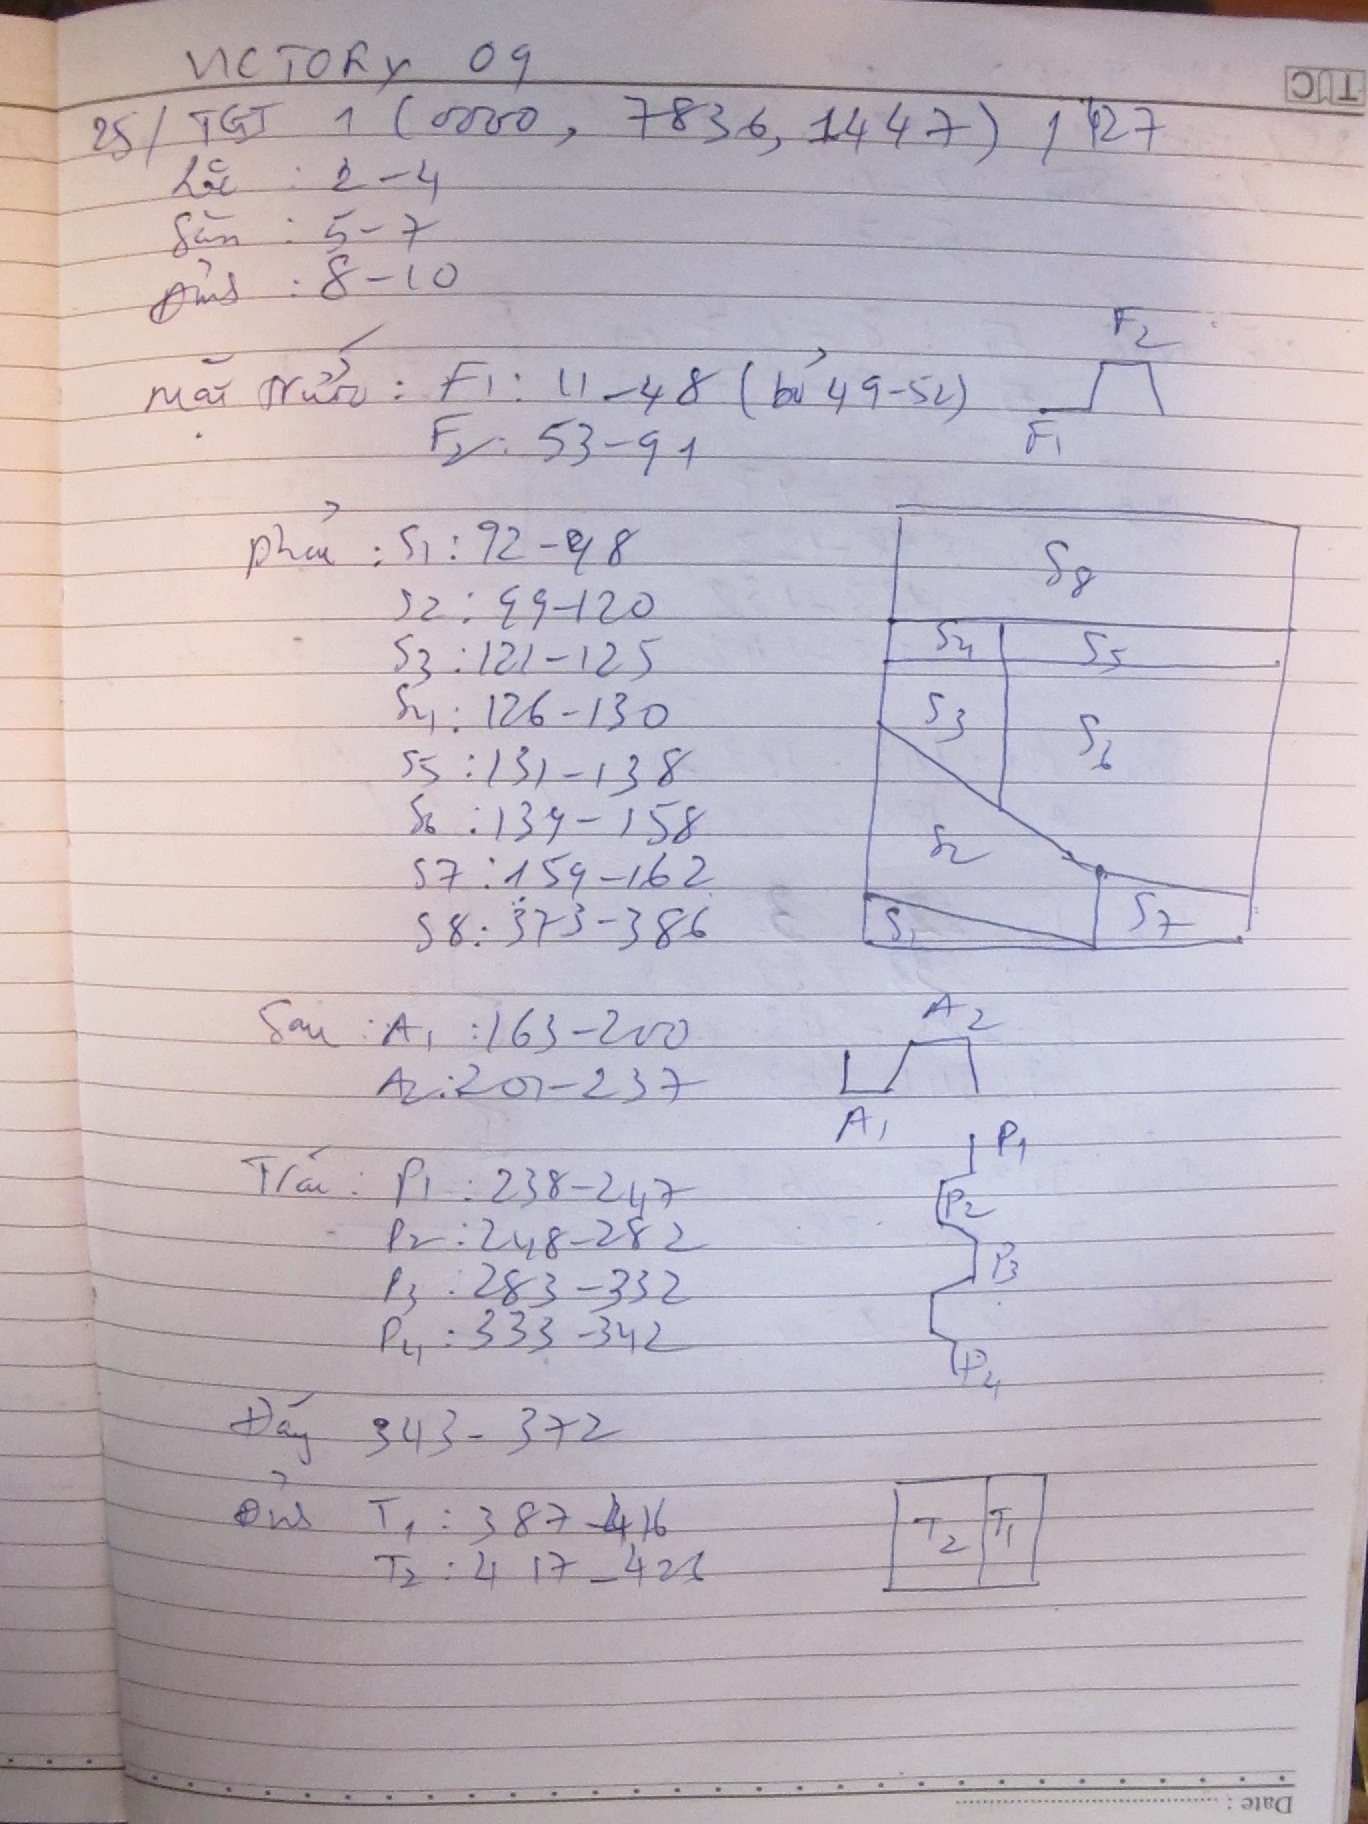 VICTORY 09
TUC
25/ TGT 1 (0000, 7836, 1447) / 427
Lắc : 2-4
Sàn : 5-7
Đỉnh : 8-10
Mặt trước : F1 : 11-48 (bỏ 49-52)
F2 : 53-91
F2
F1
phải : S1 : 92-98
S2 : 99-120
S3 : 121-125
S4 : 126-130
S5 : 131-138
S6 : 139-158
S7 : 159-162
S8 : 373-386
S8
S4 S5
S3 S6
S2
S1 S7
Sau : A1 : 163-200
A2 : 201-237
A2
A1
Trái : P1 : 238-247
P2 : 248-282
P3 : 283-332
P4 : 333-342
P1
P2
P3
P4
Đáy 343-372
Đỉnh T1 : 387-416
T2 : 417-426
T2 T1
Date :